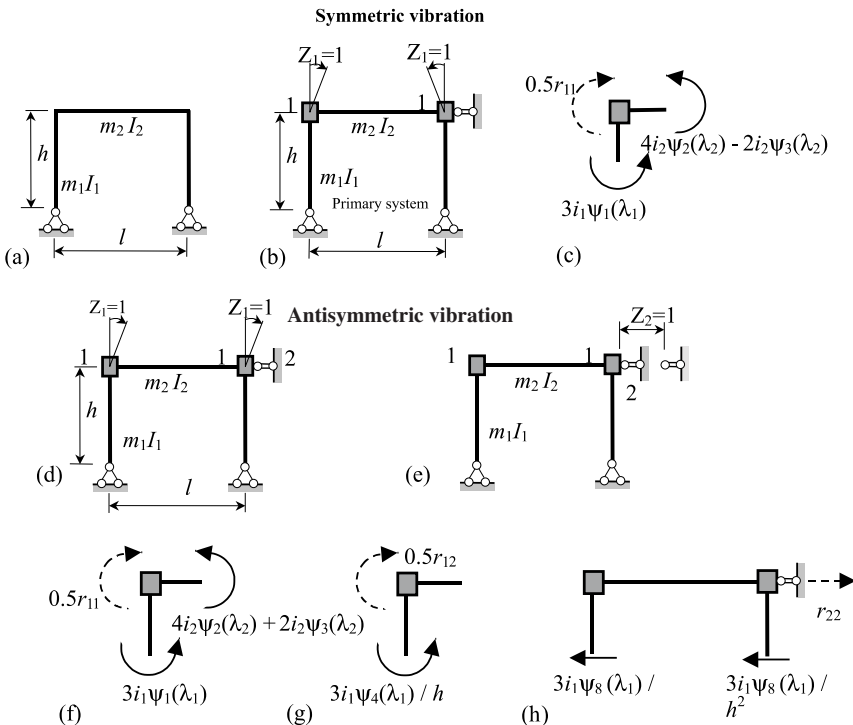 Symmetric vibration
Z₁=1
Z₁=1
1
1
m₂ I₂
h
m₁I₁
l
(a)
m₂ I₂
h
m₁I₁
Primary system
l
(b)
0.5r₁₁
4i₂ψ₂(λ₂) - 2i₂ψ₃(λ₂)
3i₁ψ₁(λ₁)
(c)
Antisymmetric vibration
Z₁=1
Z₁=1
1
1
2
m₂ I₂
h
m₁I₁
l
(d)
Z₂=1
1
1
2
m₂ I₂
m₁I₁
(e)
0.5r₁₁
4i₂ψ₂(λ₂) + 2i₂ψ₃(λ₂)
3i₁ψ₁(λ₁)
(f)
0.5r₁₂
3i₁ψ₄(λ₁) / h
(g)
r₂₂
3i₁ψ₈ (λ₁) /
3i₁ψ₈ (λ₁) /
h²
(h)